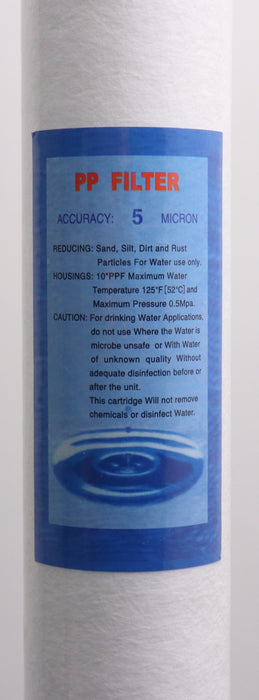 PP FILTER
ACCURACY: 5 MICRON
REDUCING: Sand, Silt, Dirt and Rust
Particles For Water use only.
HOUSINGS: 10"PPF Maximum Water
Temperature 125°F[52°C] and
Maximum Pressure 0.5Mpa.
CAUTION: For drinking Water Applications,
do not use Where the Water is
microbe unsafe or With Water
of unknown quality Without
adequate disinfection before or
after the unit.
This cartridge Will not remove
chemicals or disinfect Water.